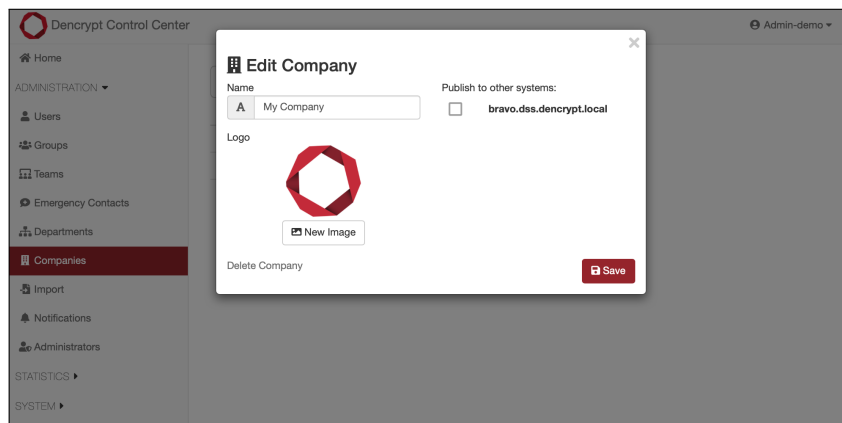 Dencrypt Control Center
Admin-demo
Home
ADMINISTRATION
Users
Groups
Teams
Emergency Contacts
Departments
Companies
Import
Notifications
Administrators
STATISTICS
SYSTEM
×
Edit Company
Name
Publish to other systems:
A My Company
bravo.dss.dencrypt.local
Logo
New Image
Delete Company
Save